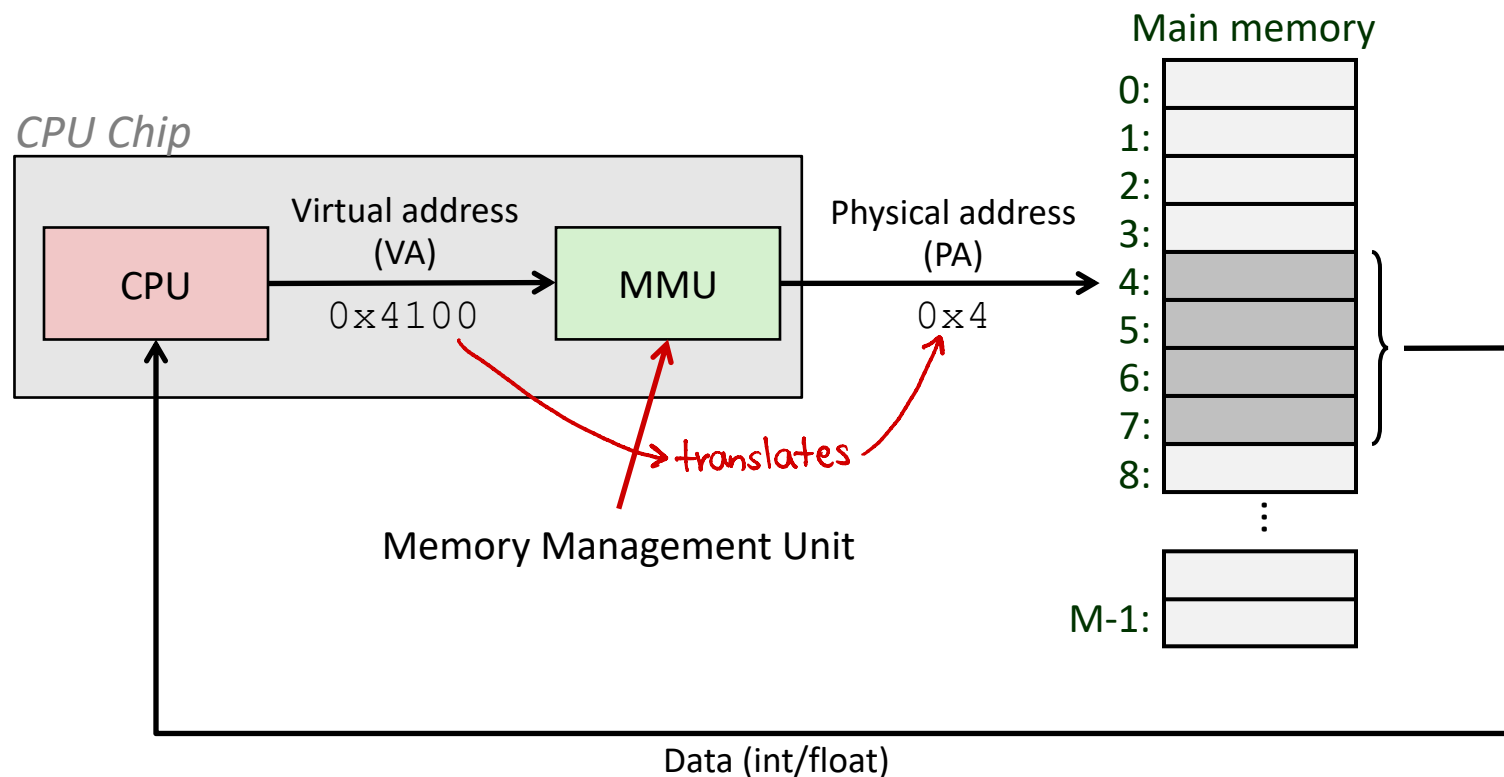 Main memory
CPU Chip
0:
1:
2:
3:
4:
5:
6:
7:
8:
⋮
M-1:
Virtual address
(VA)
Physical address
(PA)
CPU
MMU
0x4100
0x4
translates
Memory Management Unit
Data (int/float)